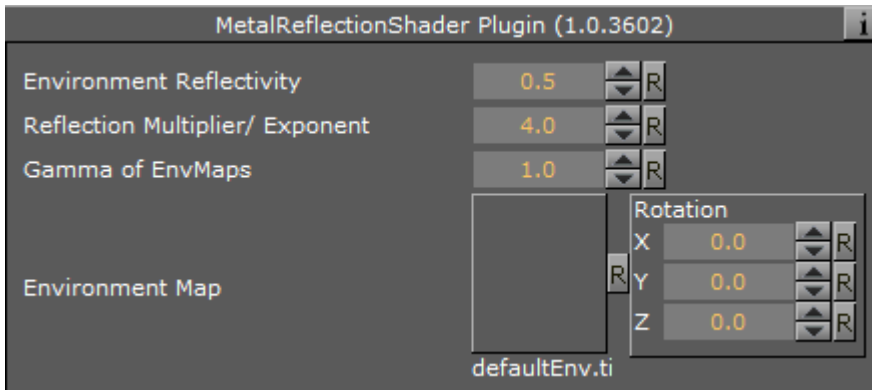 MetalReflectionShader Plugin (1.0.3602) i
Environment Reflectivity 0.5 R
Reflection Multiplier/ Exponent 4.0 R
Gamma of EnvMaps 1.0 R
Rotation
X 0.0 R
Environment Map R Y 0.0 R
Z 0.0 R
defaultEnv.ti